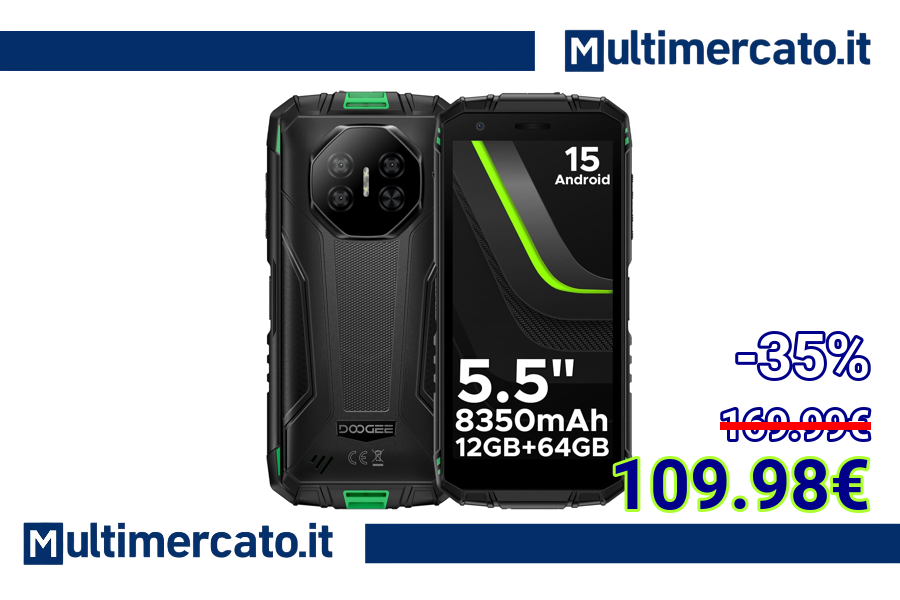 Multimercato.it
15
Android
5.5"
8350mAh
12GB+64GB
DOOGEE
CE
-35%
169.99€
109.98€
Multimercato.it